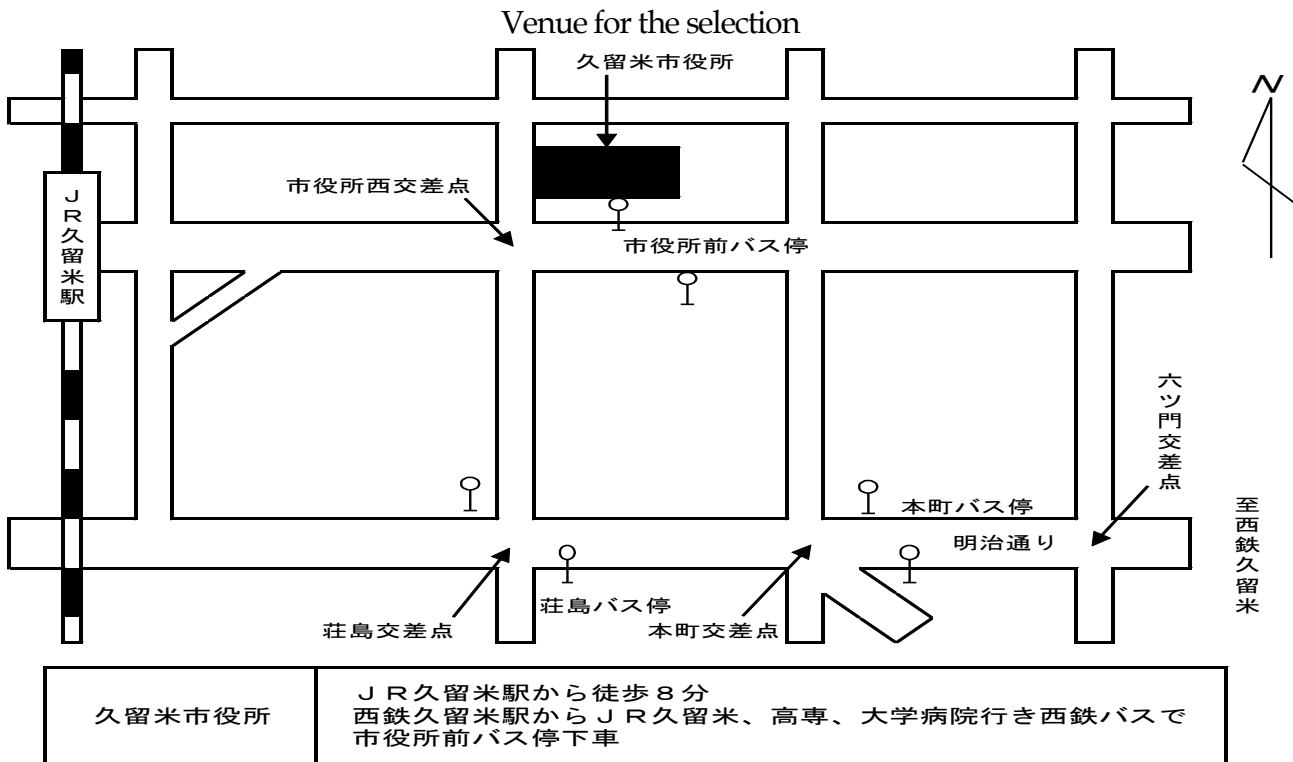 Venue for the selection
久留米市役所
N
市役所西交差点
ＪＲ久留米駅
市役所前バス停
六ツ門交差点
本町バス停
至西鉄久留米
明治通り
荘島バス停
荘島交差点
本町交差点
久留米市役所
ＪＲ久留米駅から徒歩８分
西鉄久留米駅からＪＲ久留米、高専、大学病院行き西鉄バスで
市役所前バス停下車